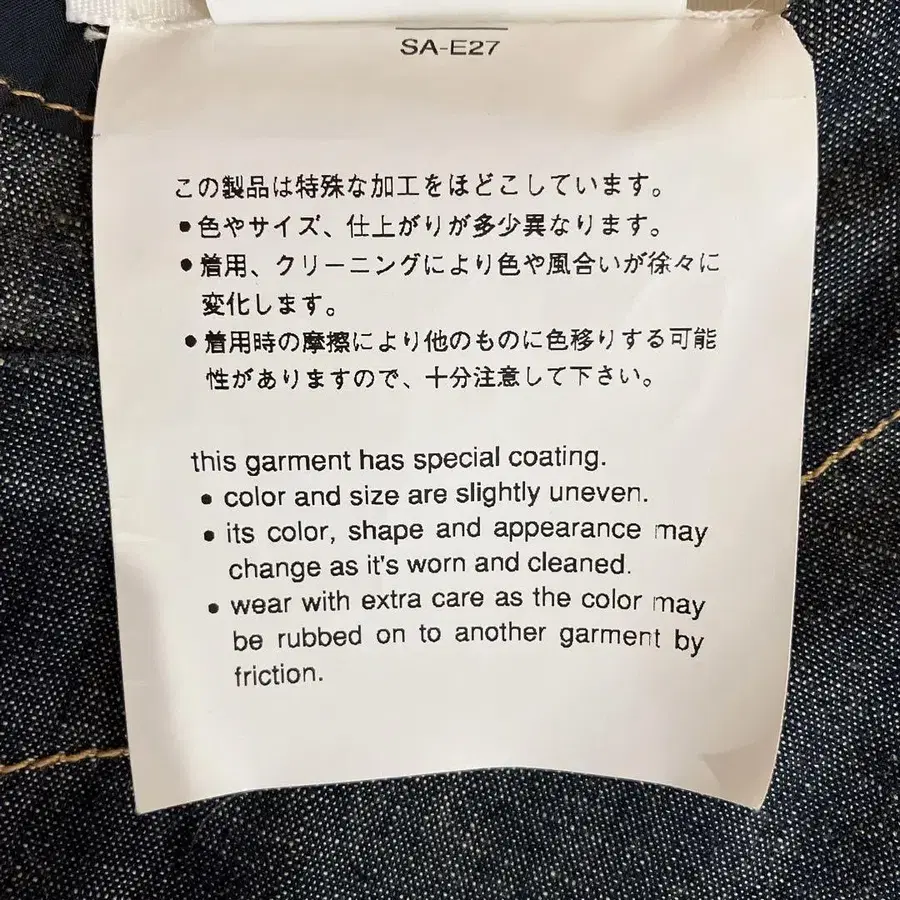 SA-E27
この製品は特殊な加工をほどこしています。
●色やサイズ、仕上がりが多少異なります。
●着用、クリーニングにより色や風合いが徐々に
変化します。
●着用時の摩擦により他のものに色移りする可能
性がありますので、十分注意して下さい。
this garment has special coating.
● color and size are slightly uneven.
● its color, shape and appearance may
change as it's worn and cleaned.
● wear with extra care as the color may
be rubbed on to another garment by
friction.